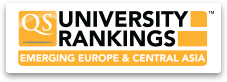 QS UNIVERSITY
RANKINGS ™
EMERGING EUROPE & CENTRAL ASIA